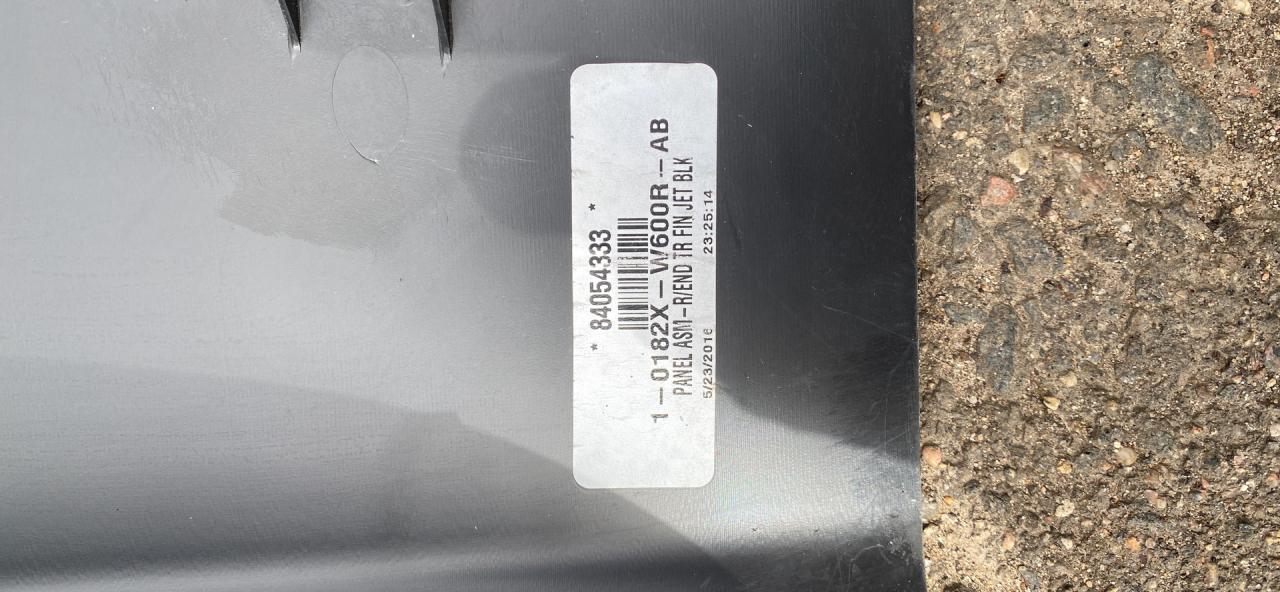 * 84054333 *
1-0182X-W600R--AB
PANEL ASM-R/END TR FIN JET BLK
5/23/2016 23:25:14